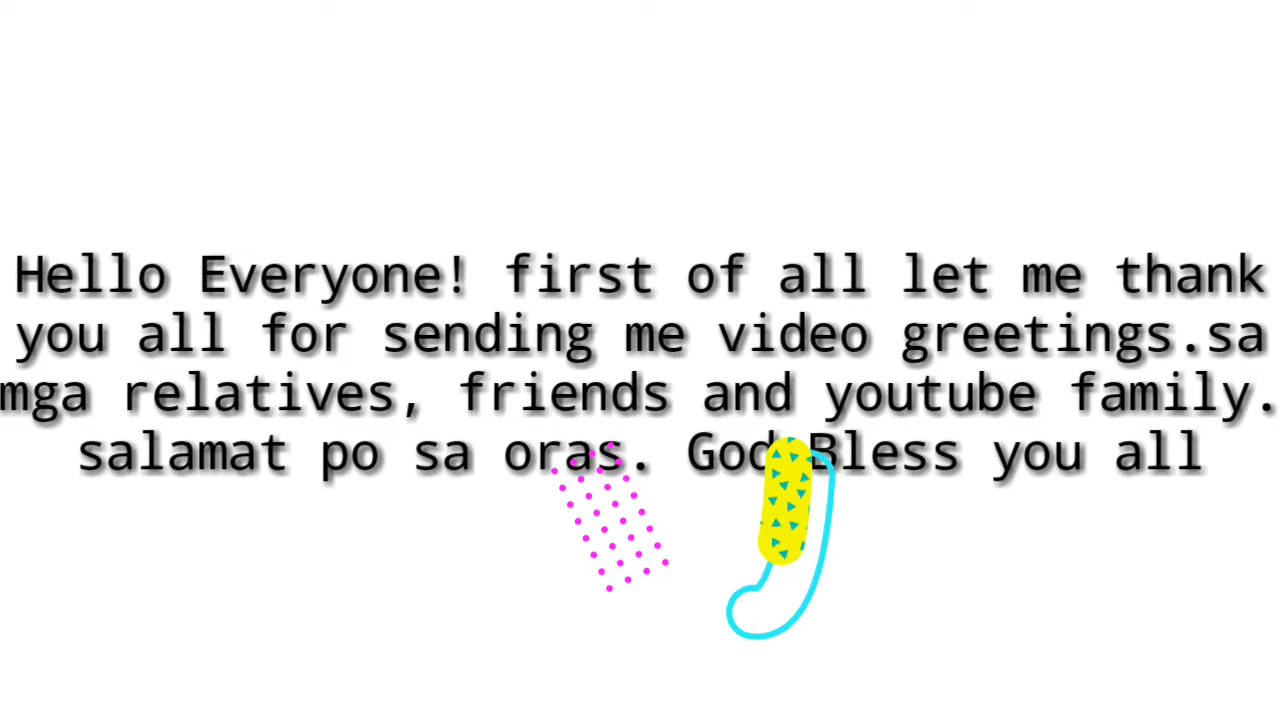 Hello Everyone! first of all let me thank
you all for sending me video greetings.sa
mga relatives, friends and youtube family.
salamat po sa oras. God Bless you all